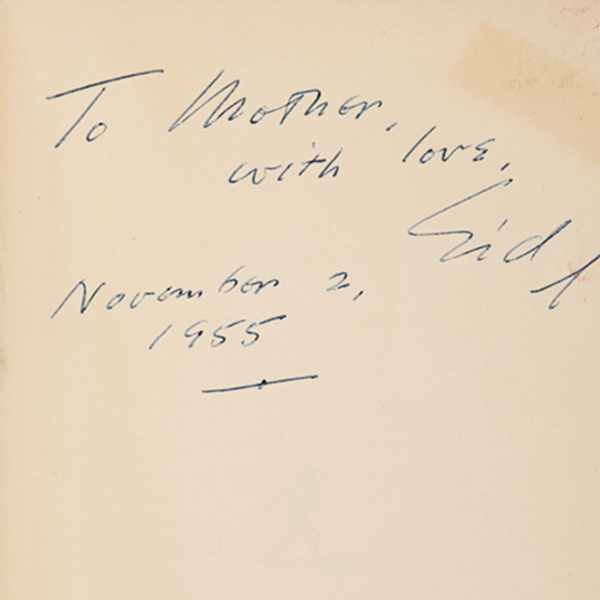 To Mother,
with love,
Sid
November 2,
1955